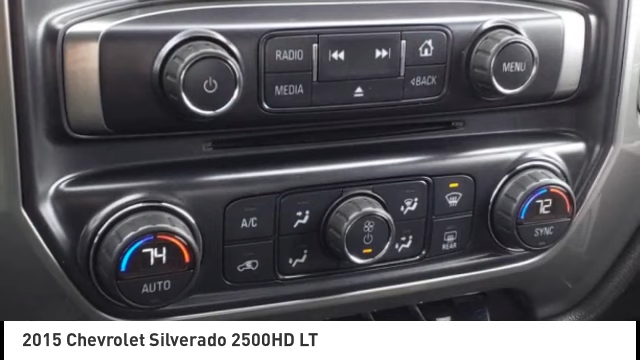 RADIO
MEDIA
BACK
MENU
A/C
REAR
74
AUTO
72
SYNC
2015 Chevrolet Silverado 2500HD LT